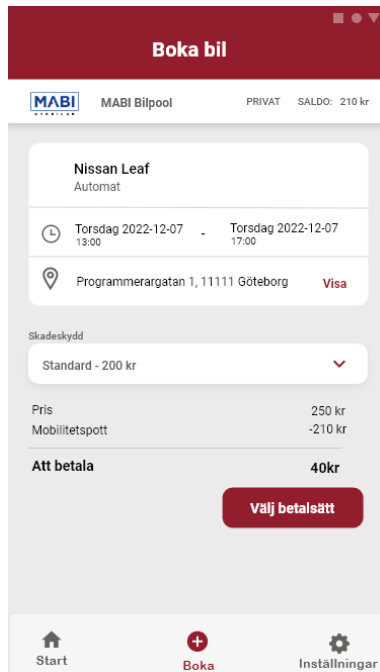 Boka bil
MABI MABI Bilpool PRIVAT SALDO: 210 kr
Nissan Leaf
Automat
Torsdag 2022-12-07 - Torsdag 2022-12-07
13:00 17:00
Programmerargatan 1, 11111 Göteborg Visa
Skadeskydd
Standard - 200 kr
Pris 250 kr
Mobilitetspott -210 kr
Att betala 40kr
Välj betalsätt
Start Boka Inställningar